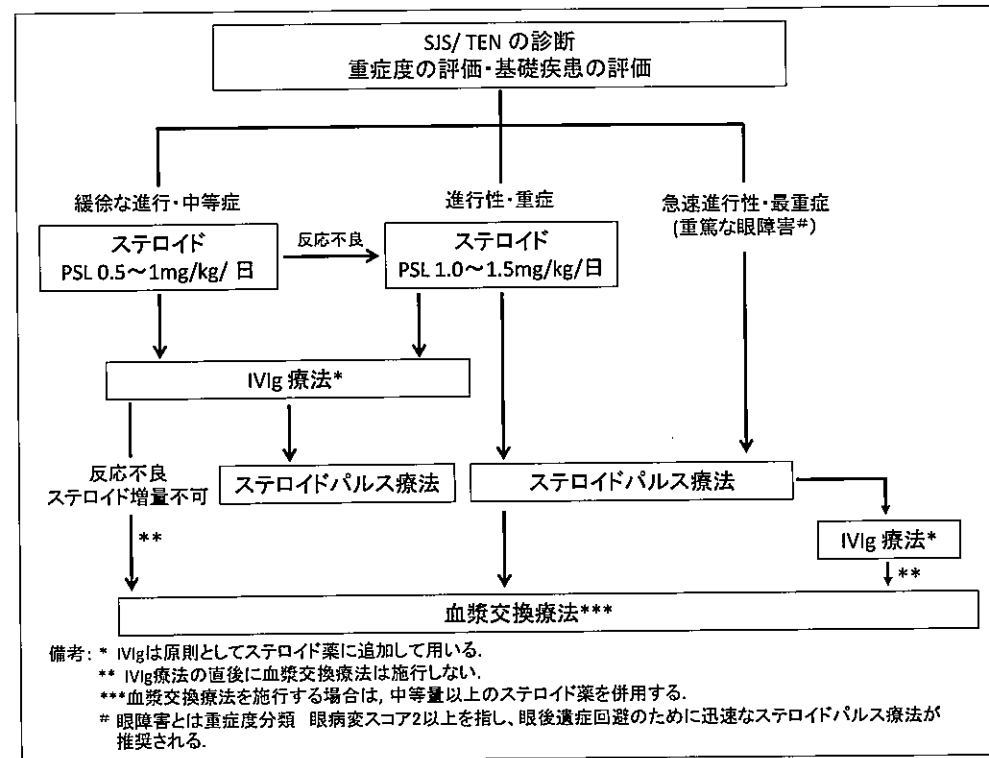 SJS/ TEN の診断
重症度の評価・基礎疾患の評価
緩徐な進行・中等症
進行性・重症
急速進行性・最重症
(重篤な眼障害#)
ステロイド
PSL 0.5～1mg/kg/ 日
反応不良
ステロイド
PSL 1.0～1.5mg/kg/日
IVIg 療法*
反応不良
ステロイド増量不可
**
ステロイドパルス療法
ステロイドパルス療法
IVIg 療法*
**
血漿交換療法***
備考: * IVIgは原則としてステロイド薬に追加して用いる.
** IVIg療法の直後に血漿交換療法は施行しない.
***血漿交換療法を施行する場合は, 中等量以上のステロイド薬を併用する.
# 眼障害とは重症度分類 眼病変スコア2以上を指し、眼後遺症回避のために迅速なステロイドパルス療法が
推奨される.